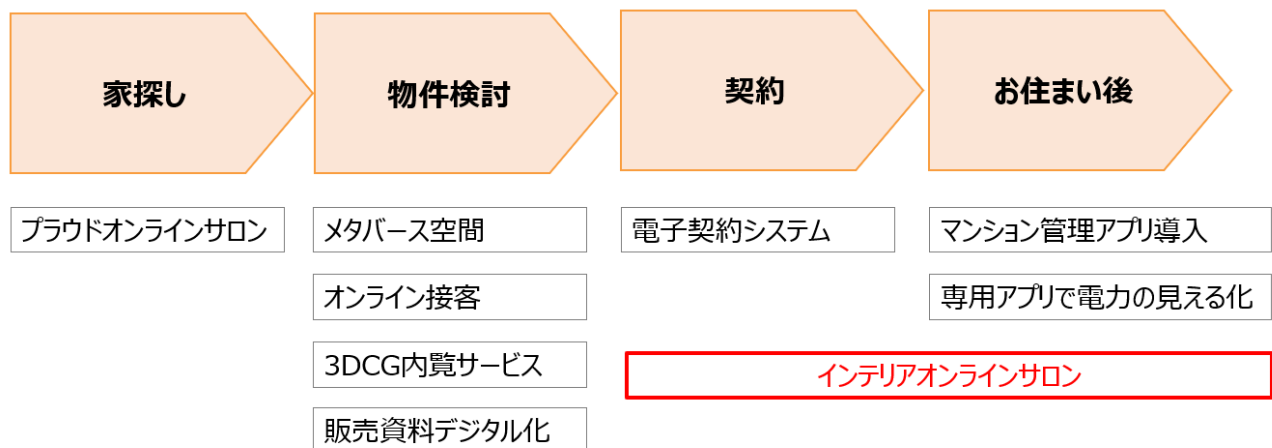 家探し
物件検討
契約
お住まい後
プラウドオンラインサロン
メタバース空間
電子契約システム
マンション管理アプリ導入
オンライン接客
専用アプリで電力の見える化
3DCG内覧サービス
インテリアオンラインサロン
販売資料デジタル化